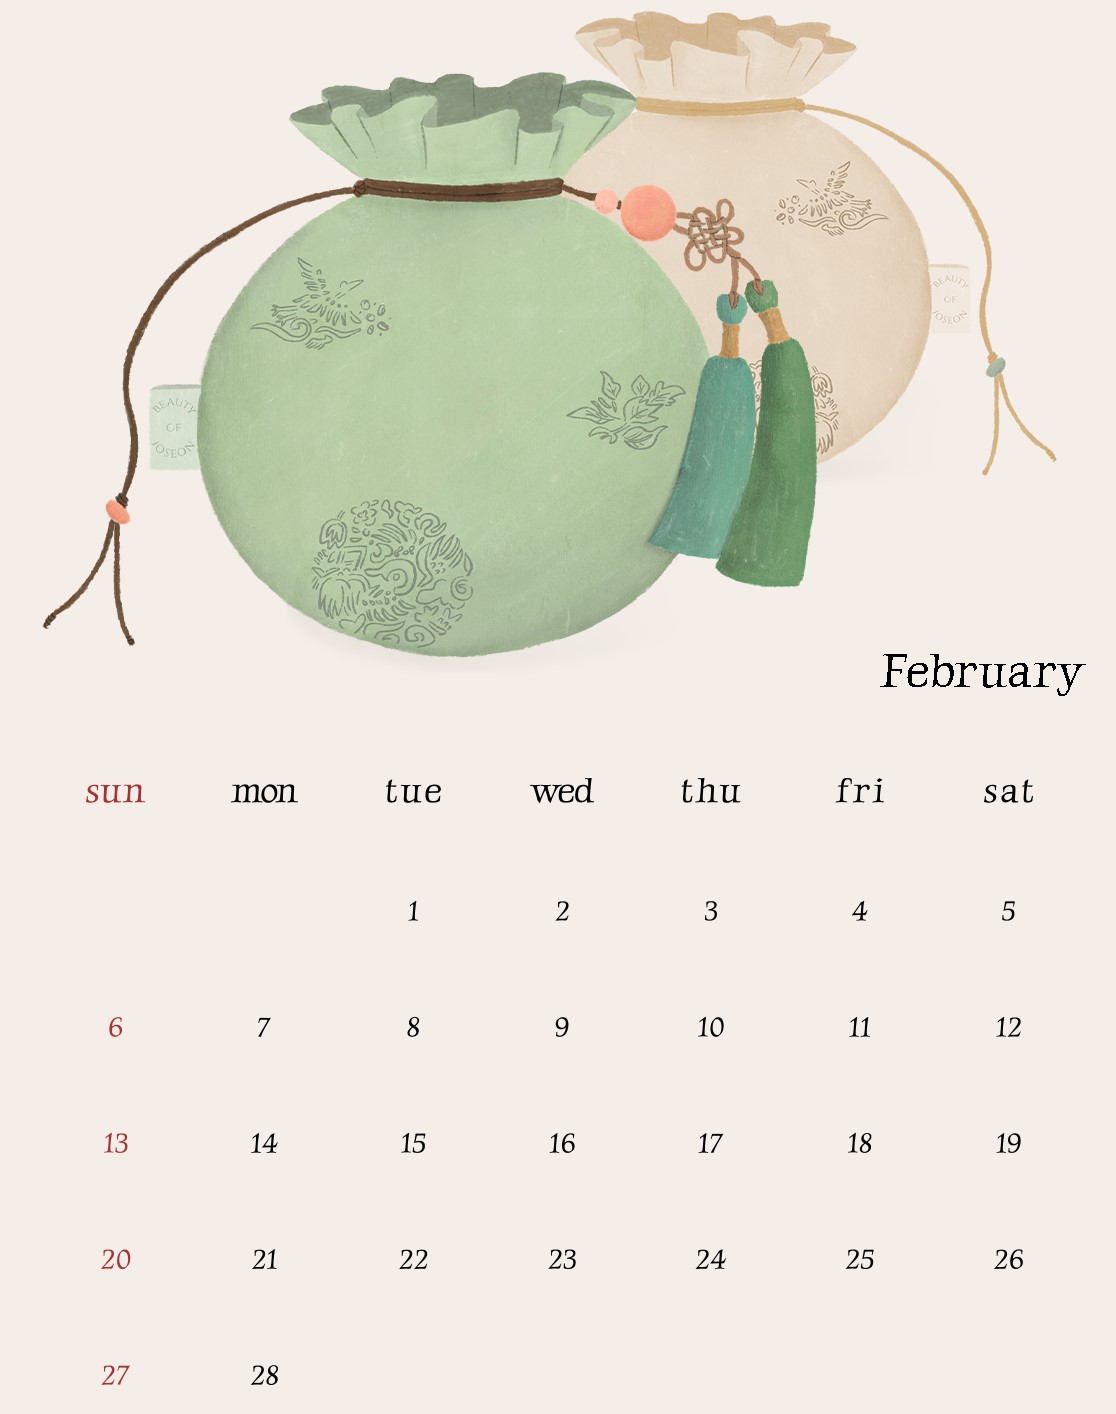 BEAUTY
OF
JOSEON
BEAUTY
OF
JOSEON
February
sun mon tue wed thu fri sat
1 2 3 4 5
6 7 8 9 10 11 12
13 14 15 16 17 18 19
20 21 22 23 24 25 26
27 28